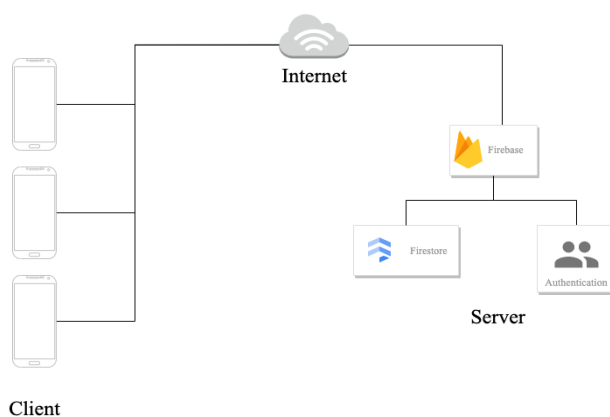 Internet
Firebase
Firestore
Authentication
Server
Client